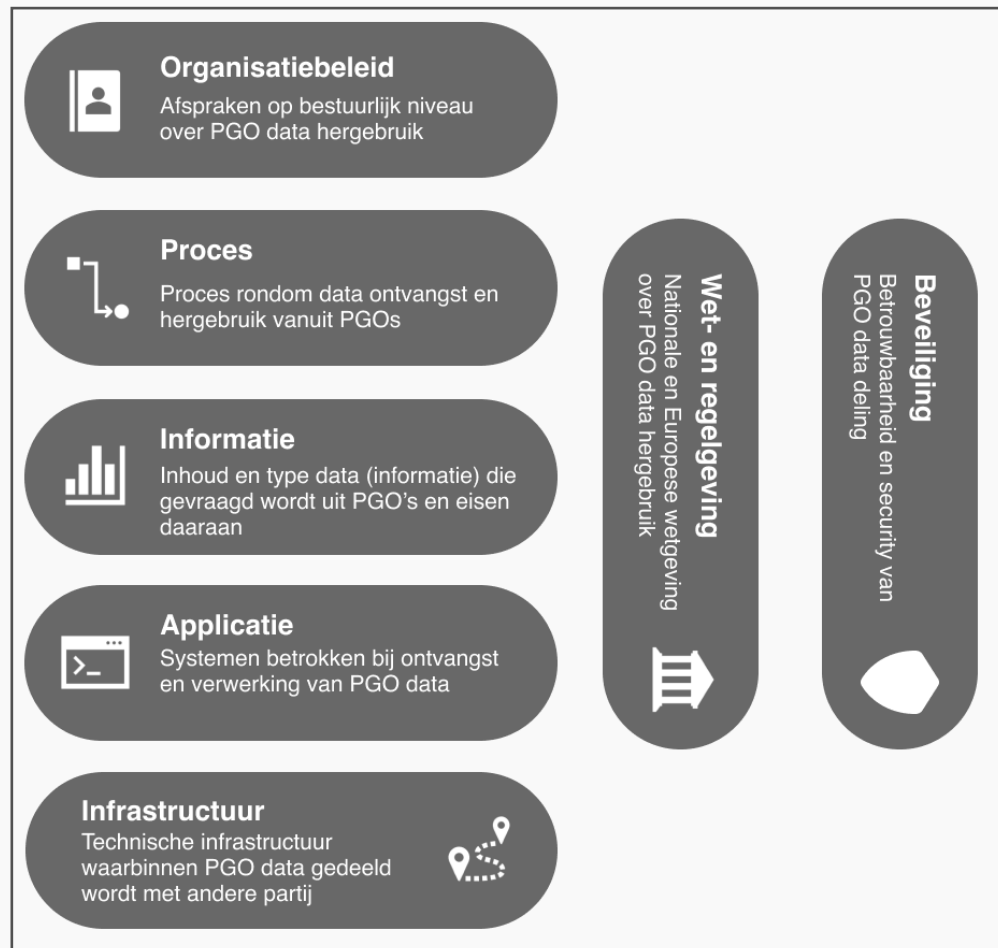 Organisatiebeleid
Afspraken op bestuurlijk niveau
over PGO data hergebruik
Proces
Proces rondom data ontvangst en
hergebruik vanuit PGOs
Informatie
Inhoud en type data (informatie) die
gevraagd wordt uit PGO’s en eisen
daaraan
Applicatie
Systemen betrokken bij ontvangst
en verwerking van PGO data
Infrastructuur
Technische infrastructuur
waarbinnen PGO data gedeeld
wordt met andere partij
Wet- en regelgeving
Nationale en Europese wetgeving
over PGO data hergebruik
Beveiliging
Betrouwbaarheid en security van
PGO data deling